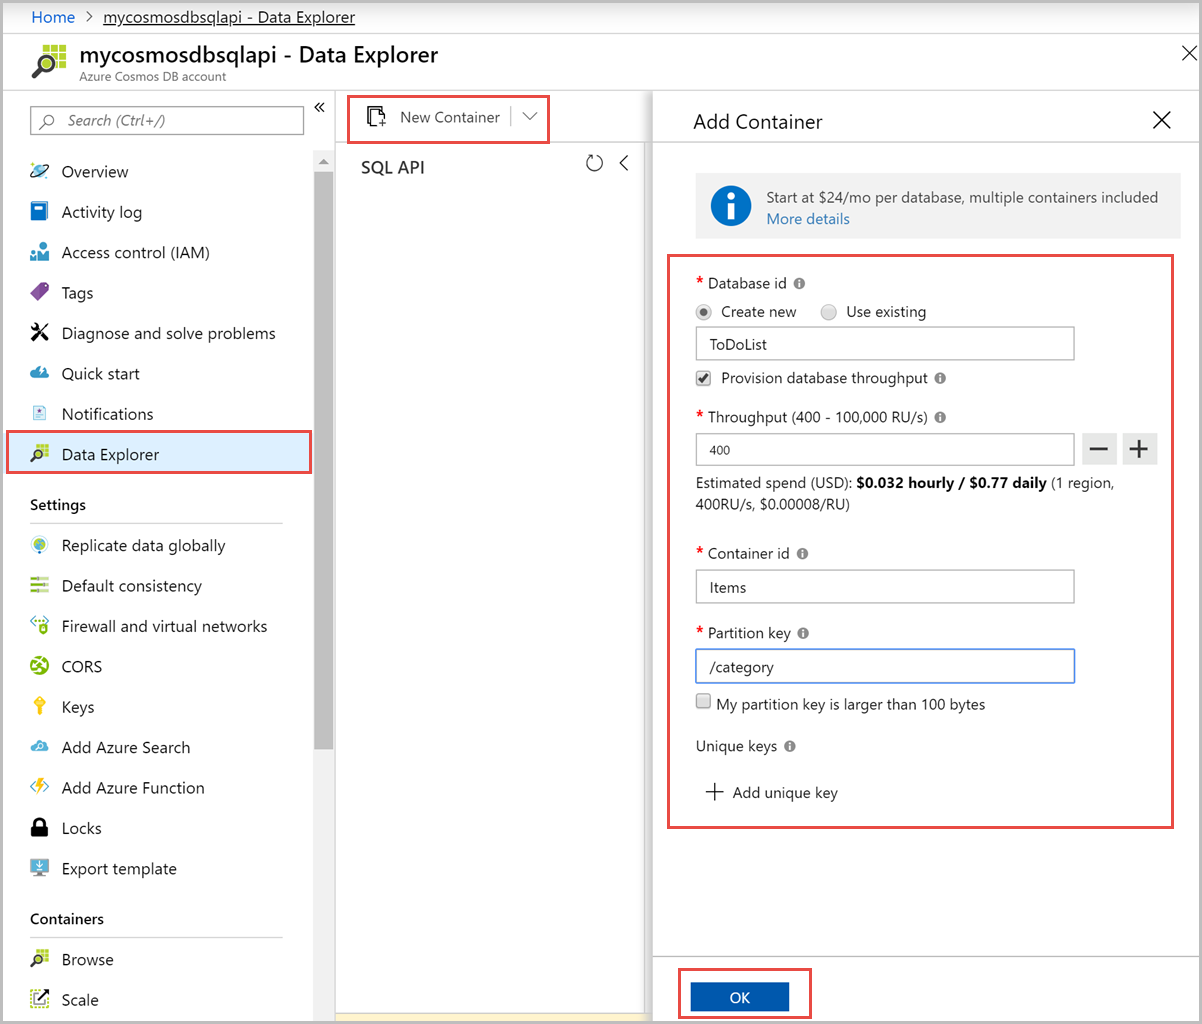 Home > mycosmosdbsqlapi - Data Explorer
mycosmosdbsqlapi - Data Explorer
Azure Cosmos DB account
Search (Ctrl+/)
Overview
Activity log
Access control (IAM)
Tags
Diagnose and solve problems
Quick start
Notifications
Data Explorer
Settings
Replicate data globally
Default consistency
Firewall and virtual networks
CORS
Keys
Add Azure Search
Add Azure Function
Locks
Export template
Containers
Browse
Scale
New Container
SQL API
Add Container
Start at $24/mo per database, multiple containers included
More details
* Database id
Create new Use existing
ToDoList
Provision database throughput
* Throughput (400 - 100,000 RU/s)
400
Estimated spend (USD): $0.032 hourly / $0.77 daily (1 region,
400RU/s, $0.00008/RU)
* Container id
Items
* Partition key
/category
My partition key is larger than 100 bytes
Unique keys
Add unique key
OK